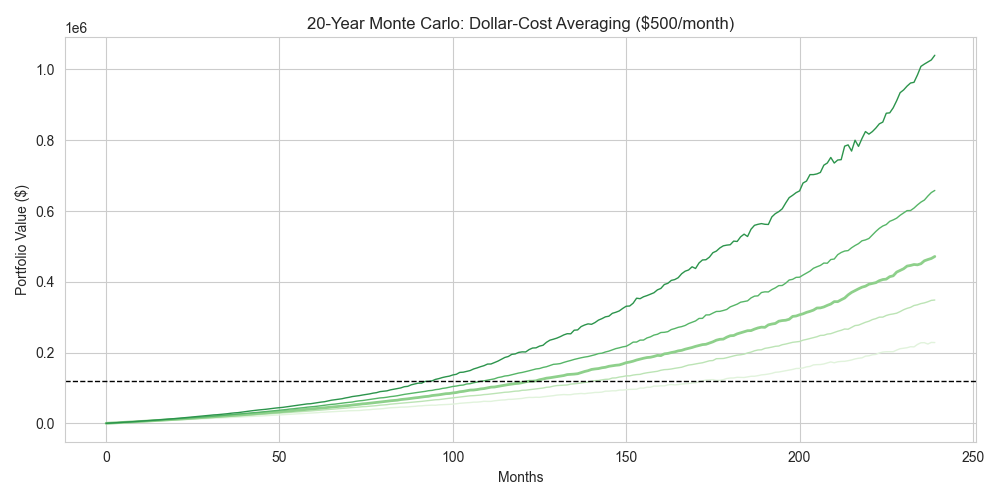 20-Year Monte Carlo: Dollar-Cost Averaging ($500/month)
1e6
1.0
0.8
0.6
0.4
0.2
0.0
Portfolio Value ($)
0 50 100 150 200 250
Months